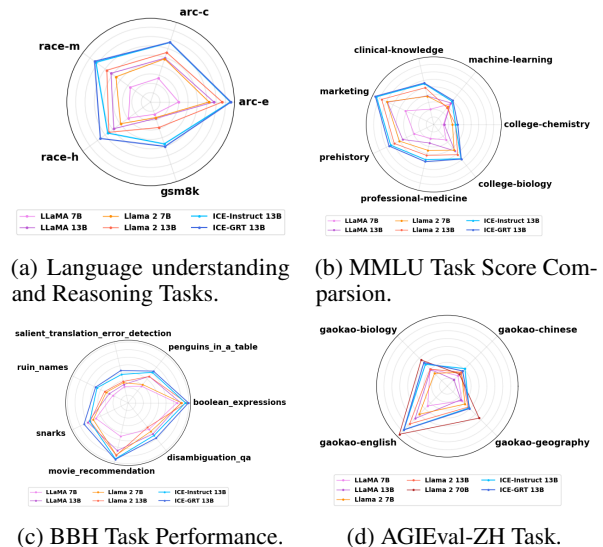 arc-c
race-m
arc-e
race-h
gsm8k
LLaMA 7B
Llama 2 7B
ICE-Instruct 13B
LLaMA 13B
Llama 2 13B
ICE-GRT 13B
(a) Language understanding
and Reasoning Tasks.
clinical-knowledge
machine-learning
marketing
college-chemistry
prehistory
college-biology
professional-medicine
LLaMA 7B
Llama 2 7B
ICE-Instruct 13B
LLaMA 13B
Llama 2 13B
ICE-GRT 13B
(b) MMLU Task Score Com-
parsion.
salient_translation_error_detection
penguins_in_a_table
ruin_names
boolean_expressions
snarks
disambiguation_qa
movie_recommendation
LLaMA 7B
Llama 2 7B
ICE-Instruct 13B
LLaMA 13B
Llama 2 13B
ICE-GRT 13B
(c) BBH Task Performance.
gaokao-biology
gaokao-chinese
gaokao-english
gaokao-geography
LLaMA 7B
Llama 2 13B
ICE-Instruct 13B
LLaMA 13B
Llama 2 70B
ICE-GRT 13B
Llama 2 7B
(d) AGIEval-ZH Task.